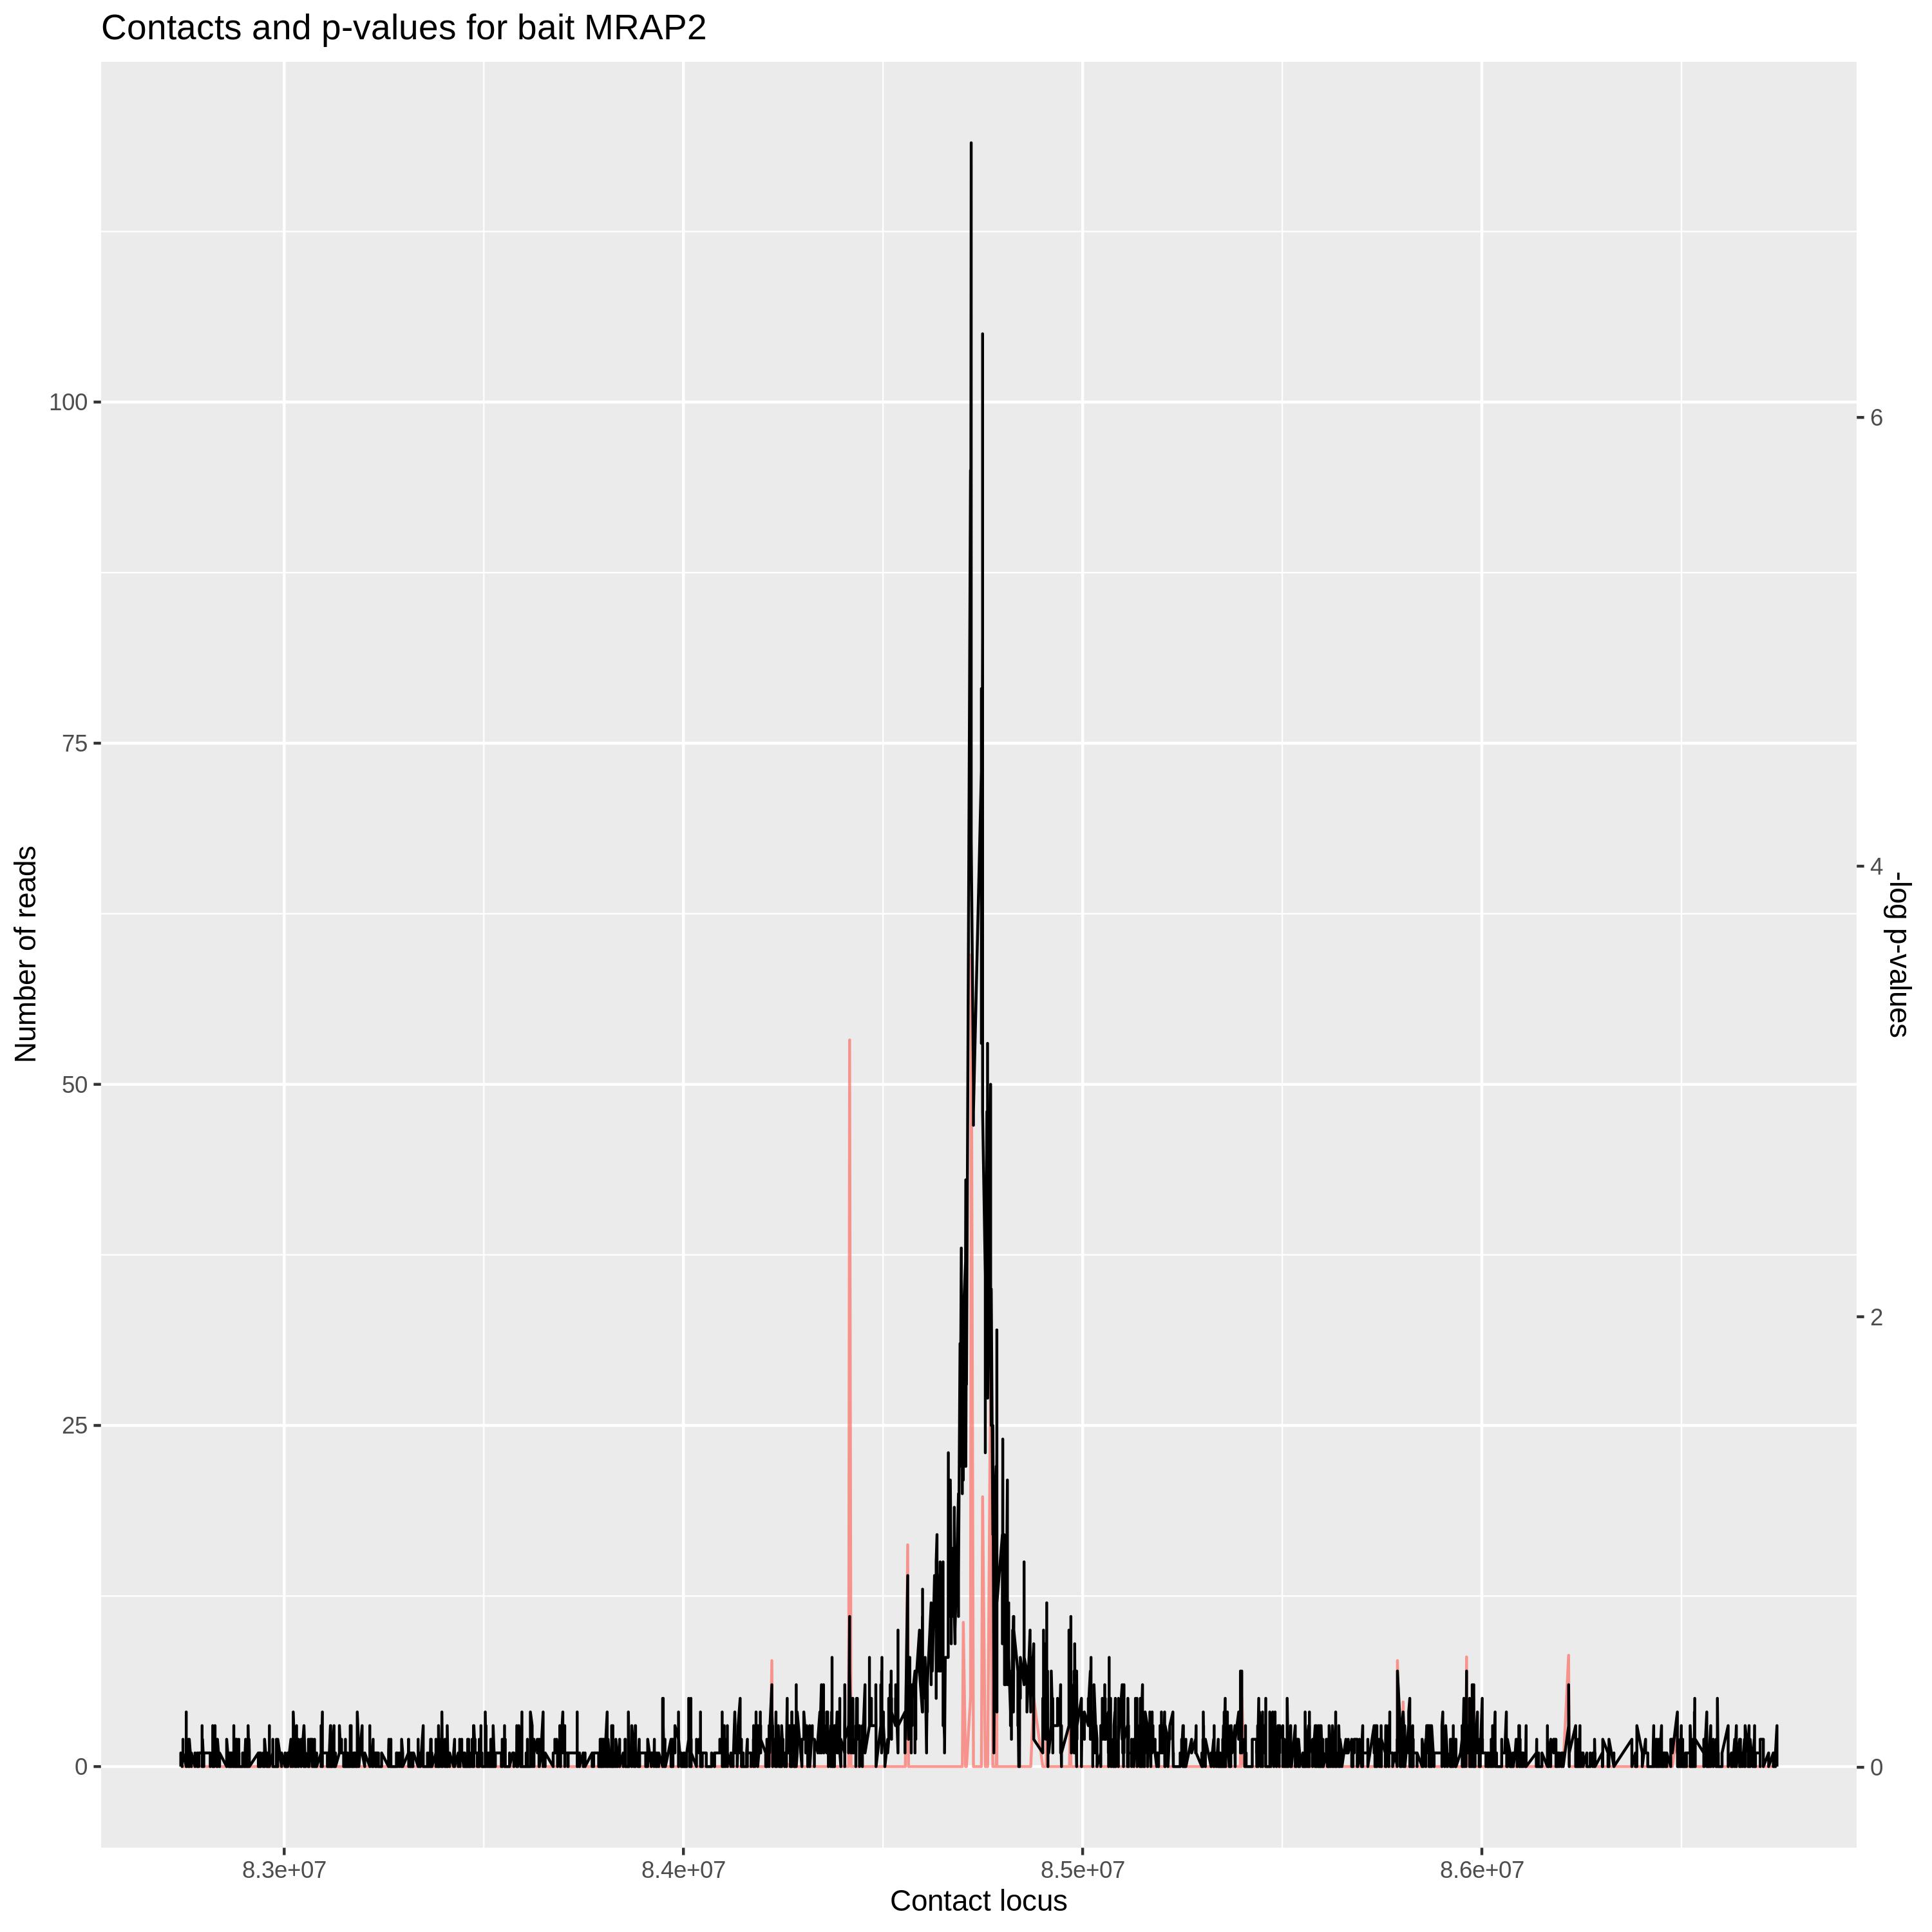 Contacts and p-values for bait MRAP2
100
75
50
25
0
Number of reads
6
4
2
0
-log p-values
8.3e+07
8.4e+07
8.5e+07
8.6e+07
Contact locus